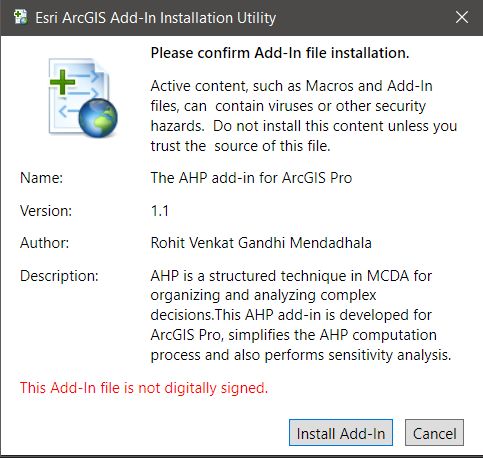 Esri ArcGIS Add-In Installation Utility
Please confirm Add-In file installation.
Active content, such as Macros and Add-In
files, can  contain viruses or other security
hazards.  Do not install this content unless you
trust the  source of this file.
Name: The AHP add-in for ArcGIS Pro
Version: 1.1
Author: Rohit Venkat Gandhi Mendadhala
Description: AHP is a structured technique in MCDA for
organizing and analyzing complex
decisions.This AHP add-in is developed for
ArcGIS Pro, simplifies the AHP computation
process and also performs sensitivity analysis.
This Add-In file is not digitally signed.
Install Add-In Cancel